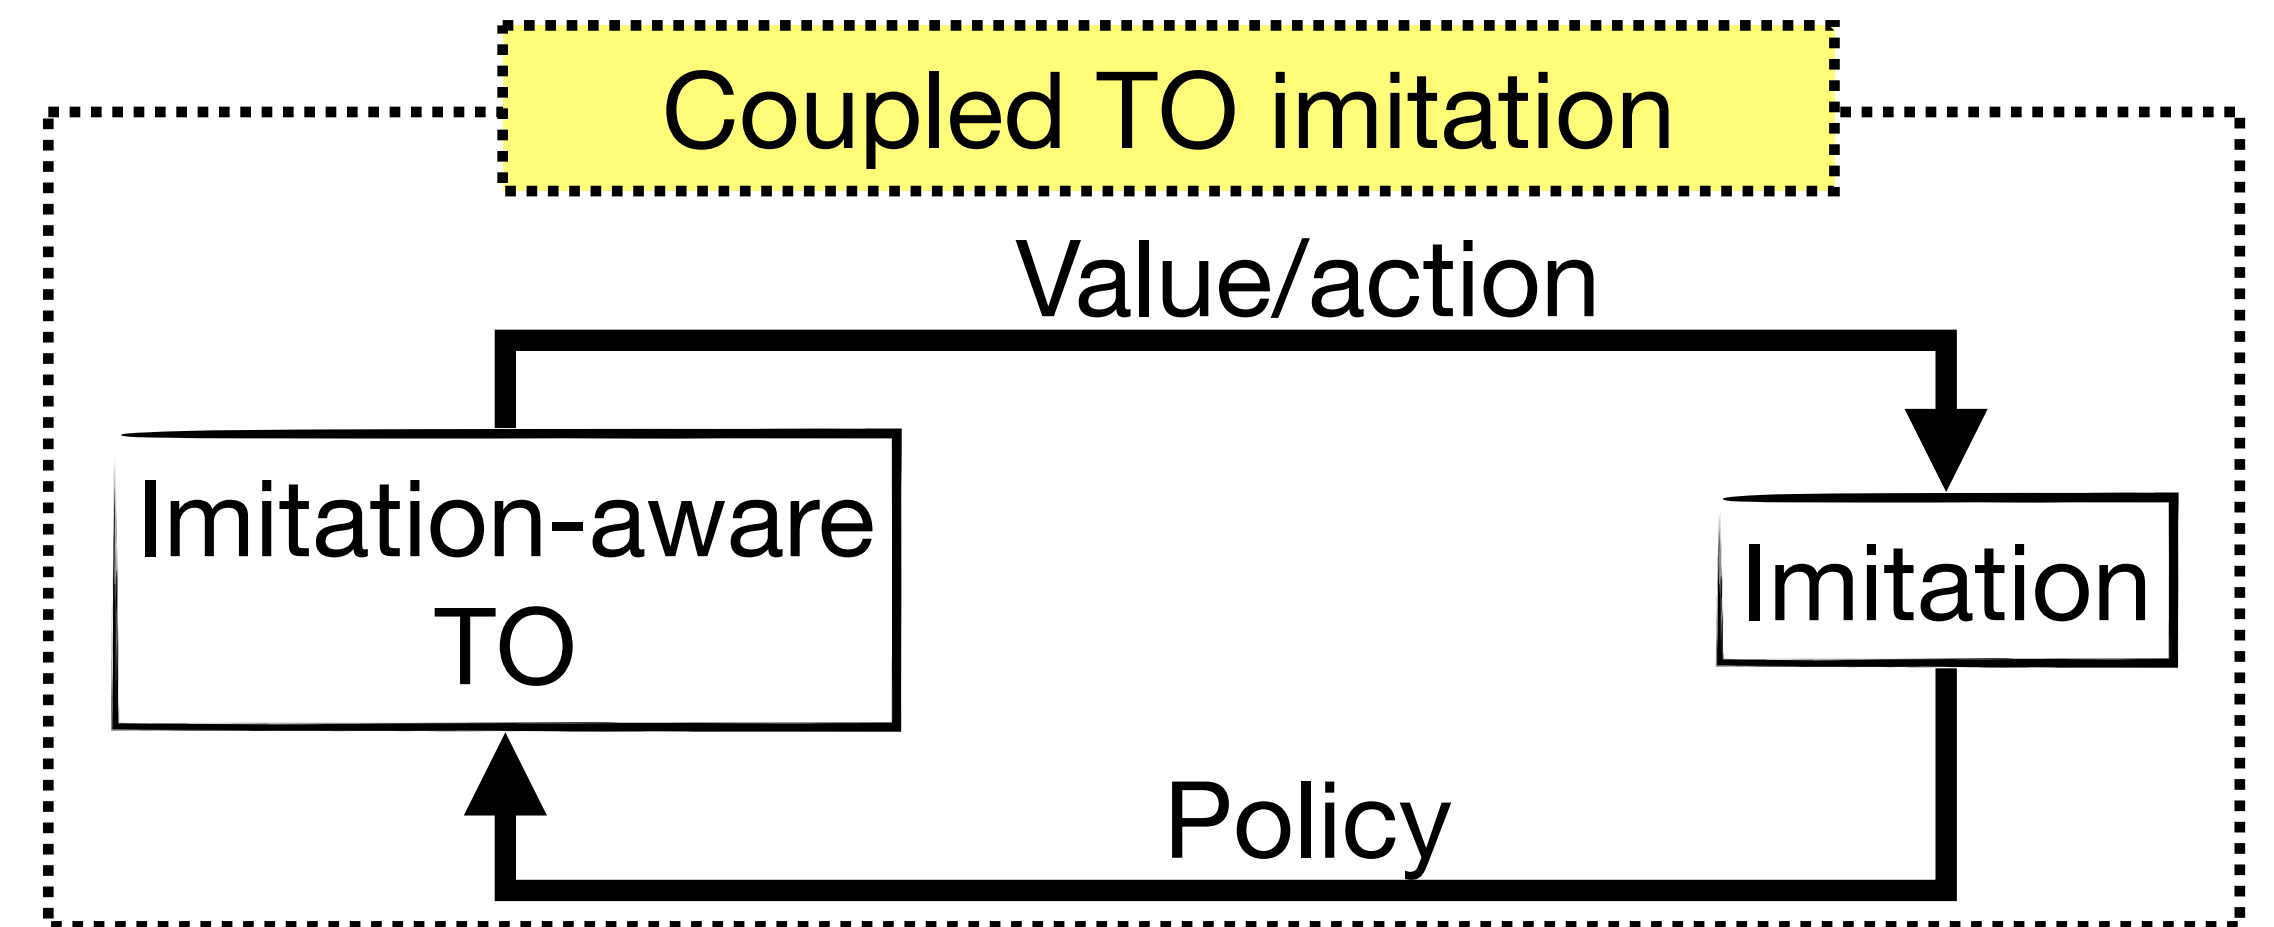 Coupled TO imitation
Value/action
Imitation-aware
TO
Imitation
Policy